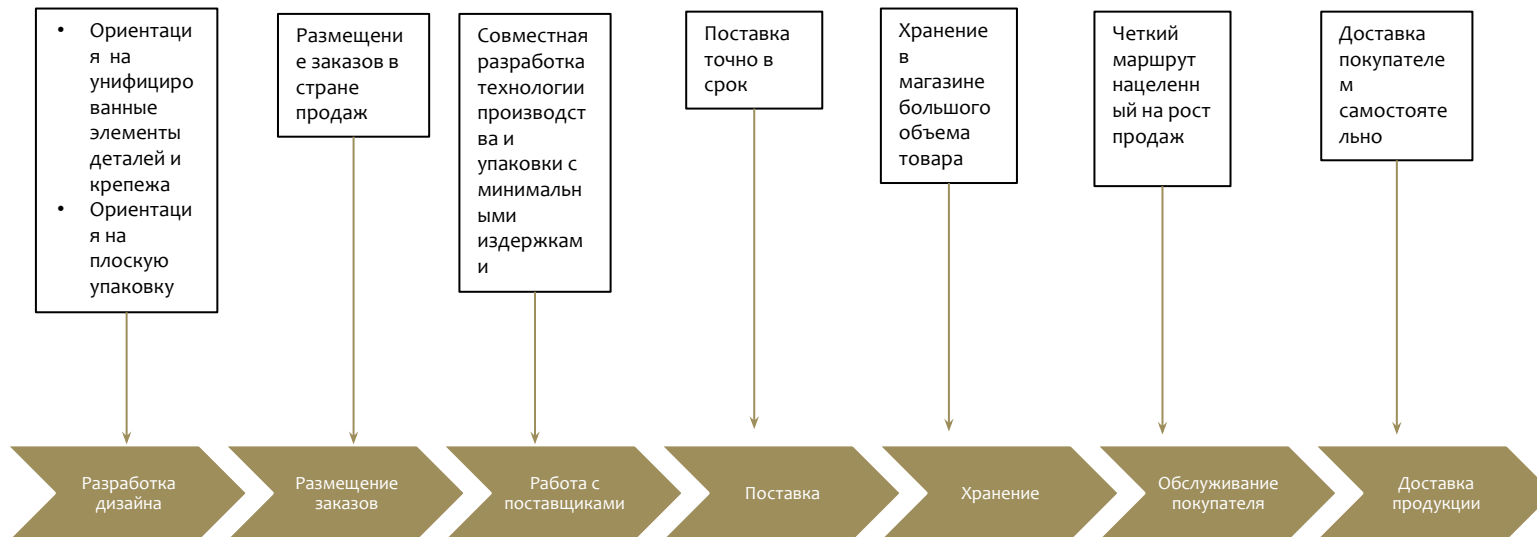 • Ориентаци
я на
унифициро
ванные
элементы
деталей и
крепежа
• Ориентаци
я на
плоскую
упаковку
Размещени
е заказов в
стране
продаж
Совместная
разработка
технологии
производст
ва и
упаковки с
минимальн
ыми
издержкам
и
Поставка
точно в
срок
Хранение
в
магазине
большого
объема
товара
Четкий
маршрут
нацеленн
ый на рост
продаж
Доставка
покупателе
м
самостояте
льно
Разработка
дизайна
Размещение
заказов
Работа с
поставщиками
Поставка
Хранение
Обслуживание
покупателя
Доставка
продукции